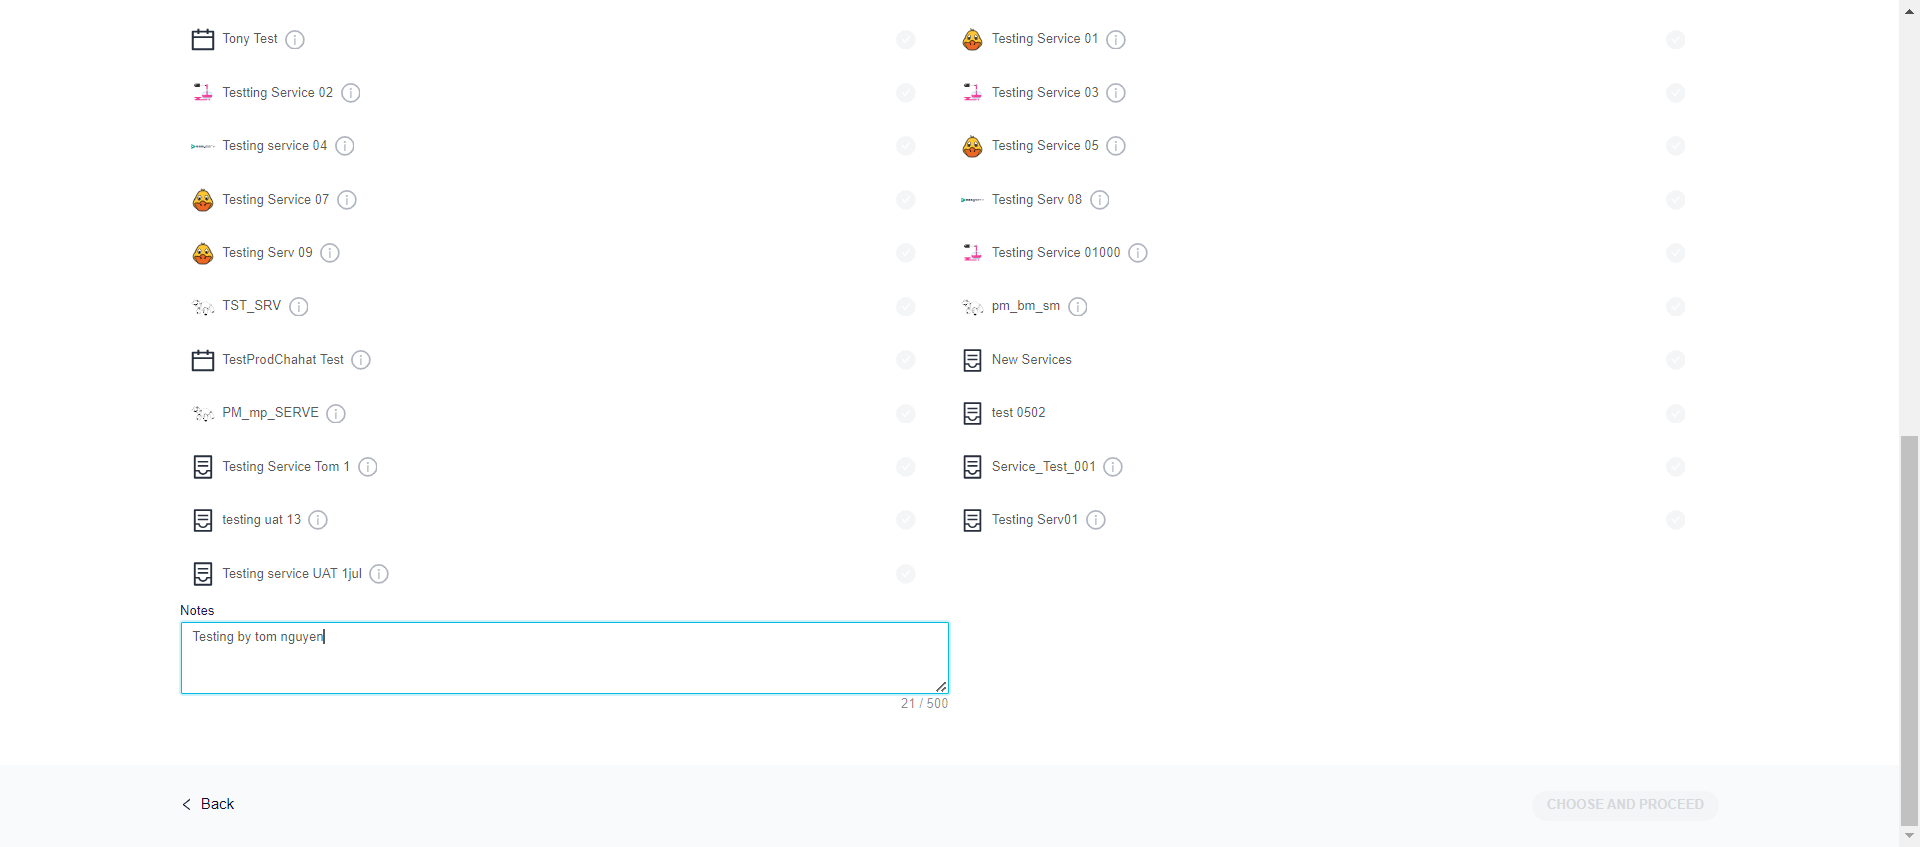 Tony Test
Testing Service 01
Testting Service 02
Testing Service 03
Testing service 04
Testing Service 05
Testing Service 07
Testing Serv 08
Testing Serv 09
Testing Service 01000
TST_SRV
pm_bm_sm
TestProdChahat Test
New Services
PM_mp_SERVE
test 0502
Testing Service Tom 1
Service_Test_001
testing uat 13
Testing Serv01
Testing service UAT 1jul
Notes
Testing by tom nguyen
21 / 500
Back
CHOOSE AND PROCEED